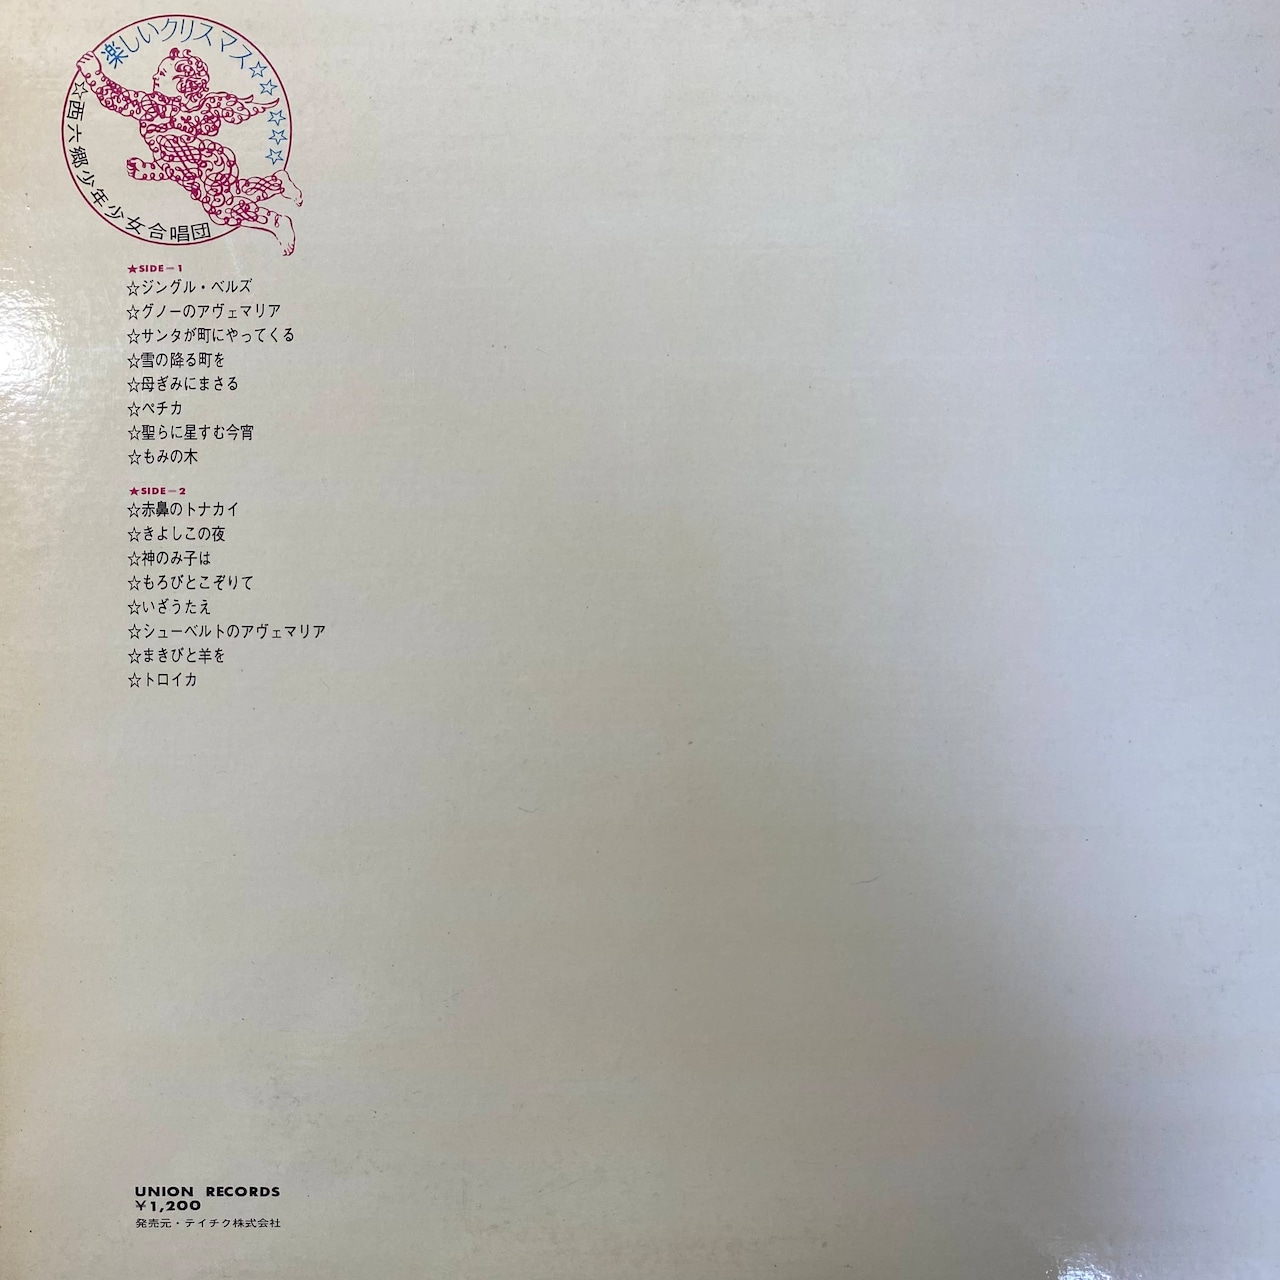 楽しいクリスマス☆☆☆☆☆
☆西六郷少年少女合唱団
★SIDE－1
☆ジングル・ベルズ
☆グノーのアヴェマリア
☆サンタが町にやってくる
☆雪の降る町を
☆母ぎみにまさる
☆ペチカ
☆聖らに星すむ今宵
☆もみの木
★SIDE－2
☆赤鼻のトナカイ
☆きよしこの夜
☆神のみ子は
☆もろびとこぞりて
☆いざうたえ
☆シューベルトのアヴェマリア
☆まきびと羊を
☆トロイカ
UNION RECORDS
¥1,200
発売元・テイチク株式会社